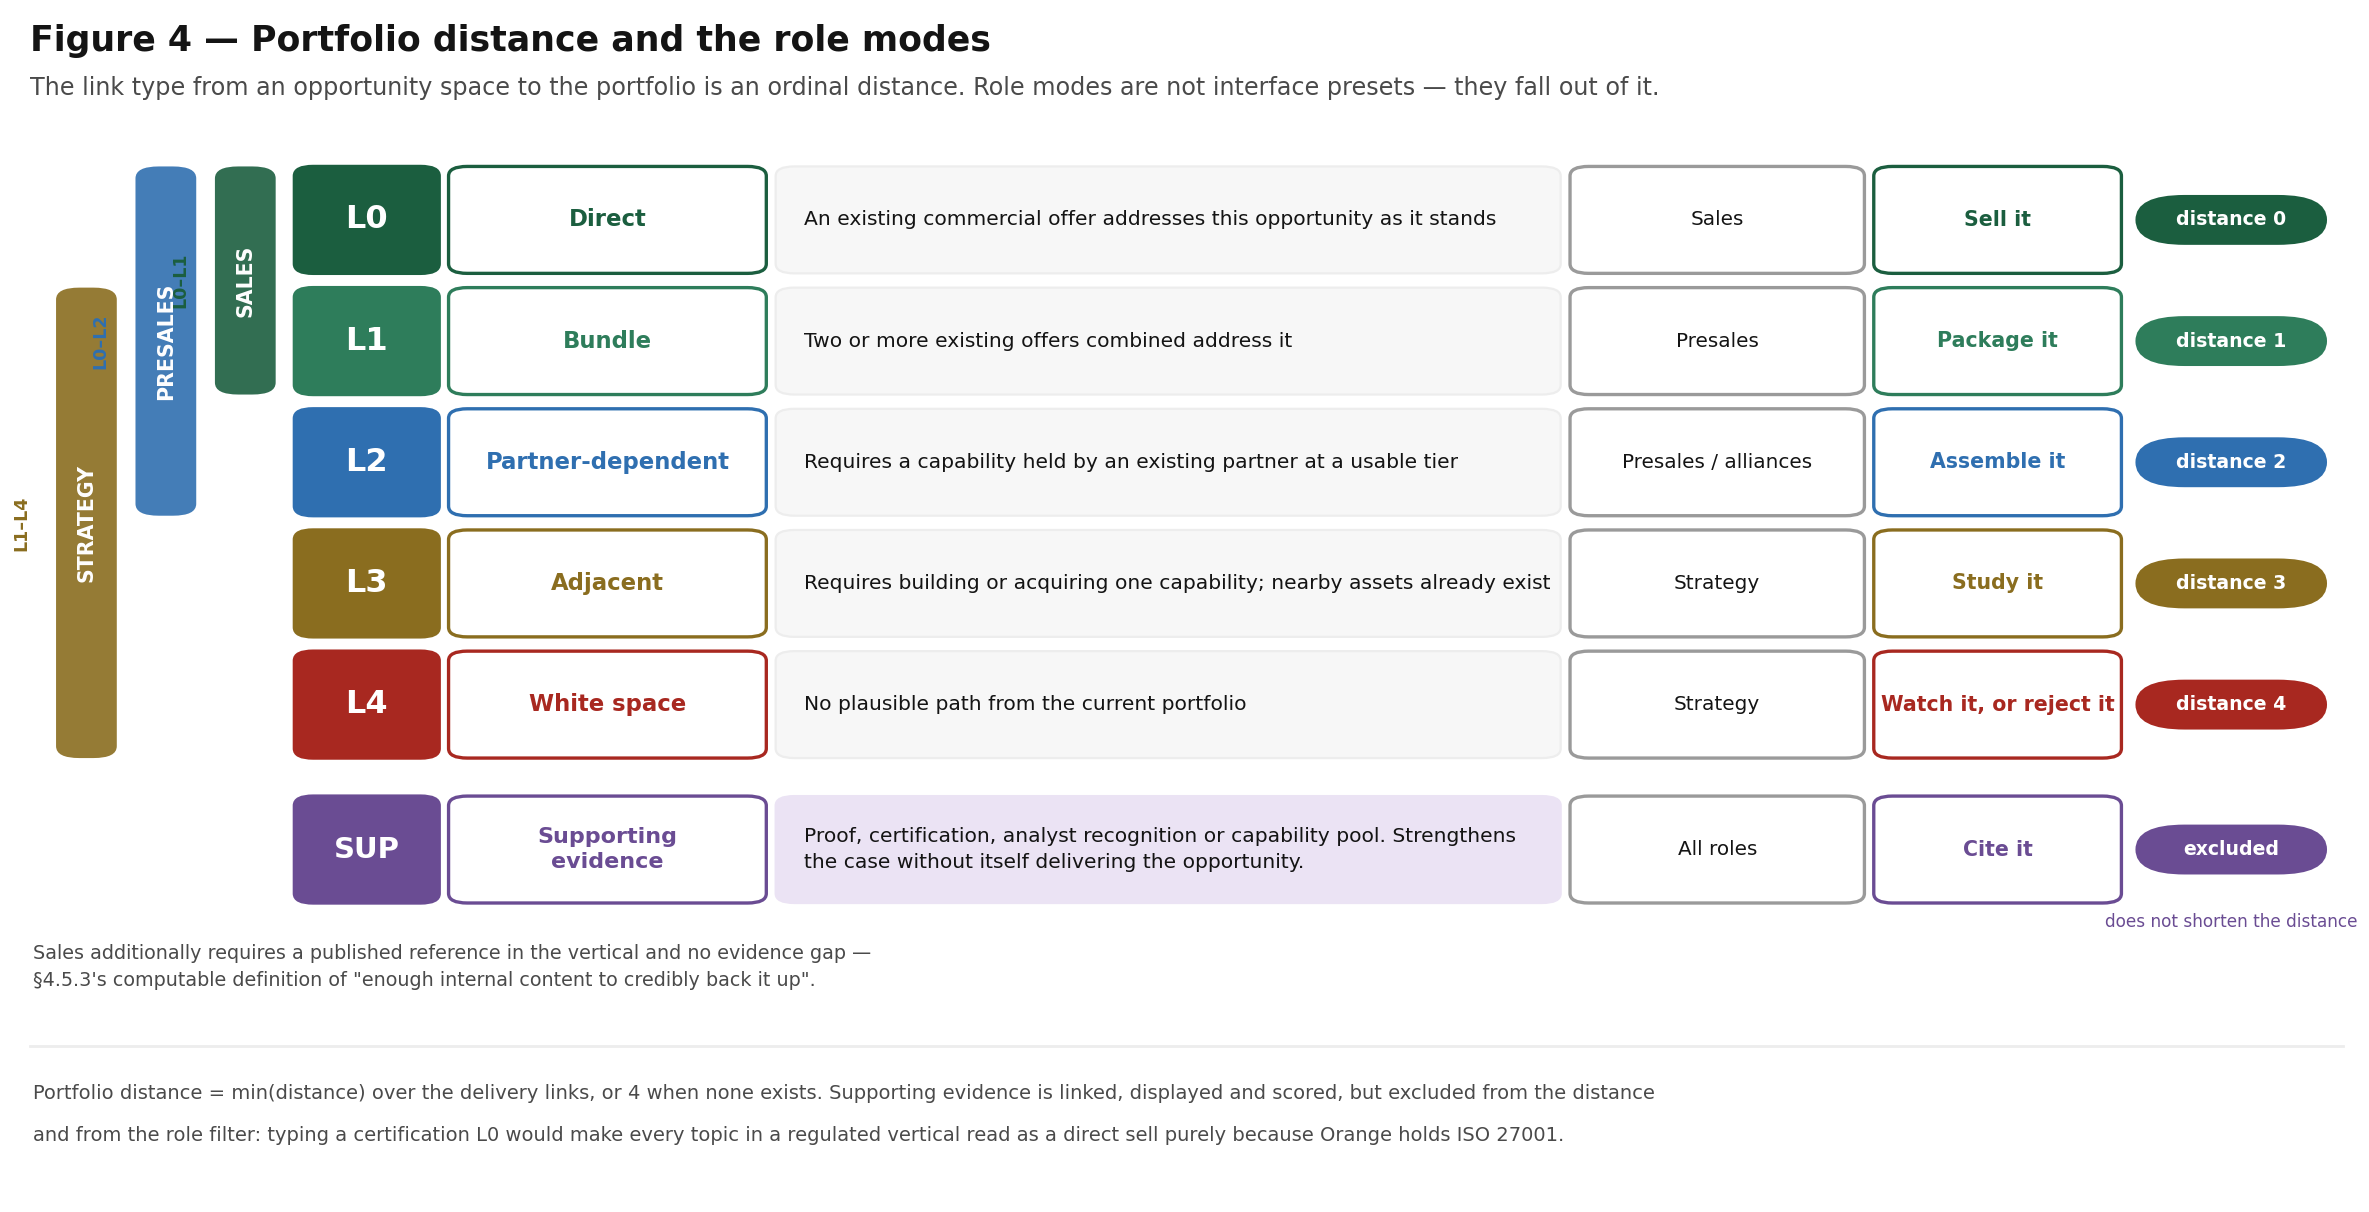 Figure 4 — Portfolio distance and the role modes
The link type from an opportunity space to the portfolio is an ordinal distance. Role modes are not interface presets — they fall out of it.
STRATEGY
L1–L4
PRESALES
L0–L2
SALES
L0–L1
L0
Direct
An existing commercial offer addresses this opportunity as it stands
Sales
Sell it
distance 0
L1
Bundle
Two or more existing offers combined address it
Presales
Package it
distance 1
L2
Partner-dependent
Requires a capability held by an existing partner at a usable tier
Presales / alliances
Assemble it
distance 2
L3
Adjacent
Requires building or acquiring one capability; nearby assets already exist
Strategy
Study it
distance 3
L4
White space
No plausible path from the current portfolio
Strategy
Watch it, or reject it
distance 4
SUP
Supporting
evidence
Proof, certification, analyst recognition or capability pool. Strengthens
the case without itself delivering the opportunity.
All roles
Cite it
excluded
does not shorten the distance
Sales additionally requires a published reference in the vertical and no evidence gap —
§4.5.3's computable definition of "enough internal content to credibly back it up".
Portfolio distance = min(distance) over the delivery links, or 4 when none exists. Supporting evidence is linked, displayed and scored, but excluded from the distance
and from the role filter: typing a certification L0 would make every topic in a regulated vertical read as a direct sell purely because Orange holds ISO 27001.